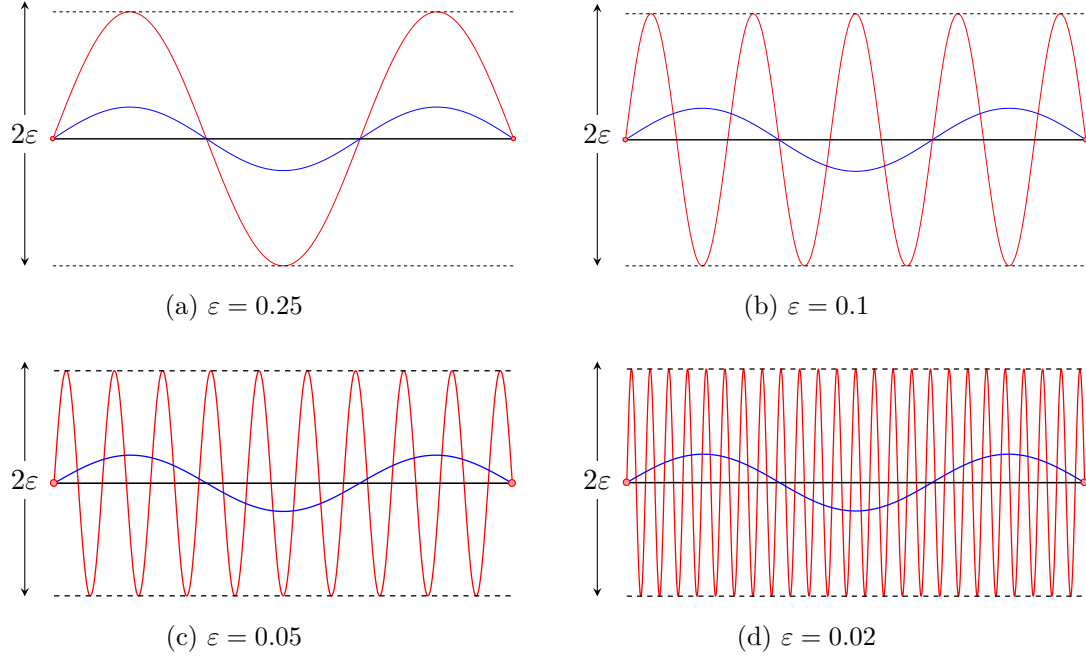 2ε
2ε
(a) ε = 0.25
(b) ε = 0.1
2ε
2ε
(c) ε = 0.05
(d) ε = 0.02